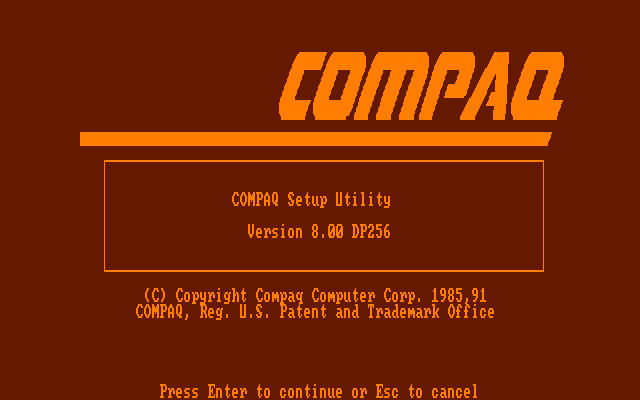 COMPAQ
COMPAQ Setup Utility
Version 8.00 DP256
(C) Copyright Compaq Computer Corp. 1985,91
COMPAQ, Reg. U.S. Patent and Trademark Office
Press Enter to continue or Esc to cancel